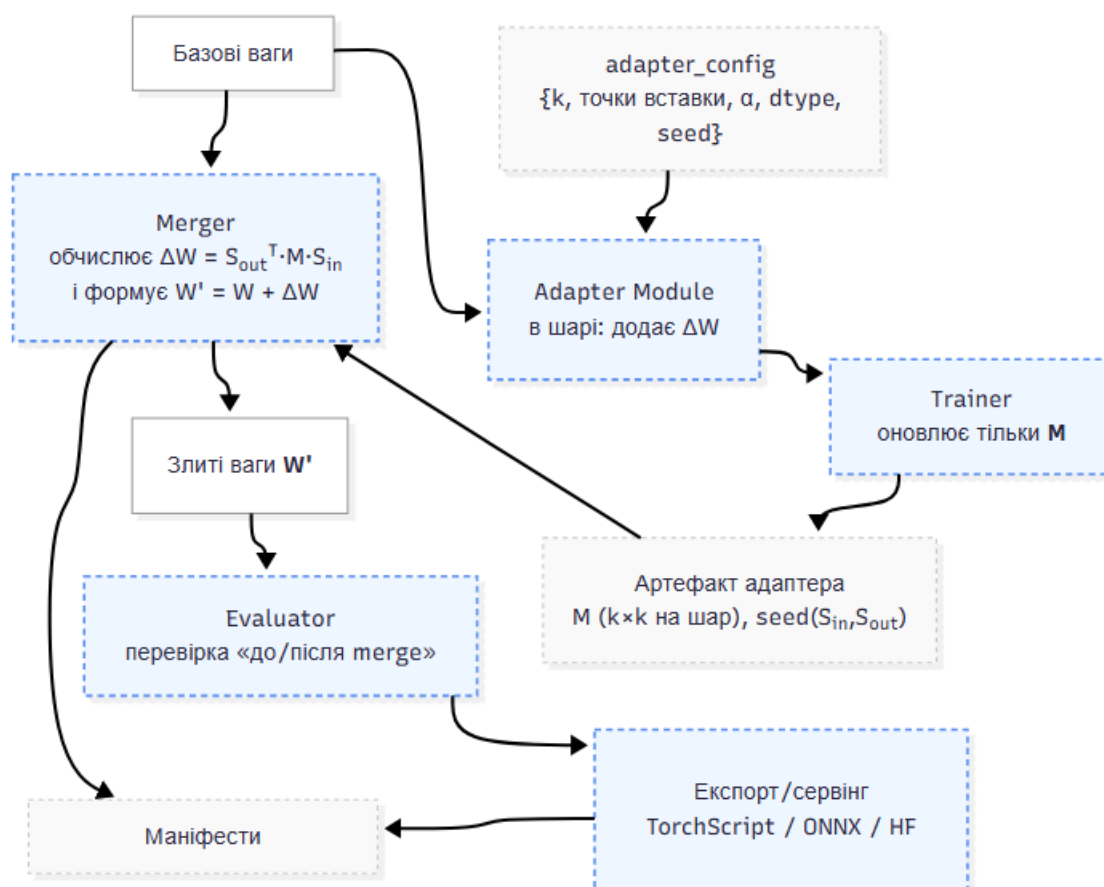 Базові ваги
adapter_config
{k, точки вставки, α, dtype,
seed}
Merger
обчислює ΔW = S_out^T·M·S_in
і формує W' = W + ΔW
Adapter Module
в шарі: додає ΔW
Trainer
оновлює тільки M
Злиті ваги W'
Артефакт адаптера
M (k×k на шар), seed(S_in,S_out)
Evaluator
перевірка «до/після merge»
Експорт/сервінг
TorchScript / ONNX / HF
Маніфести